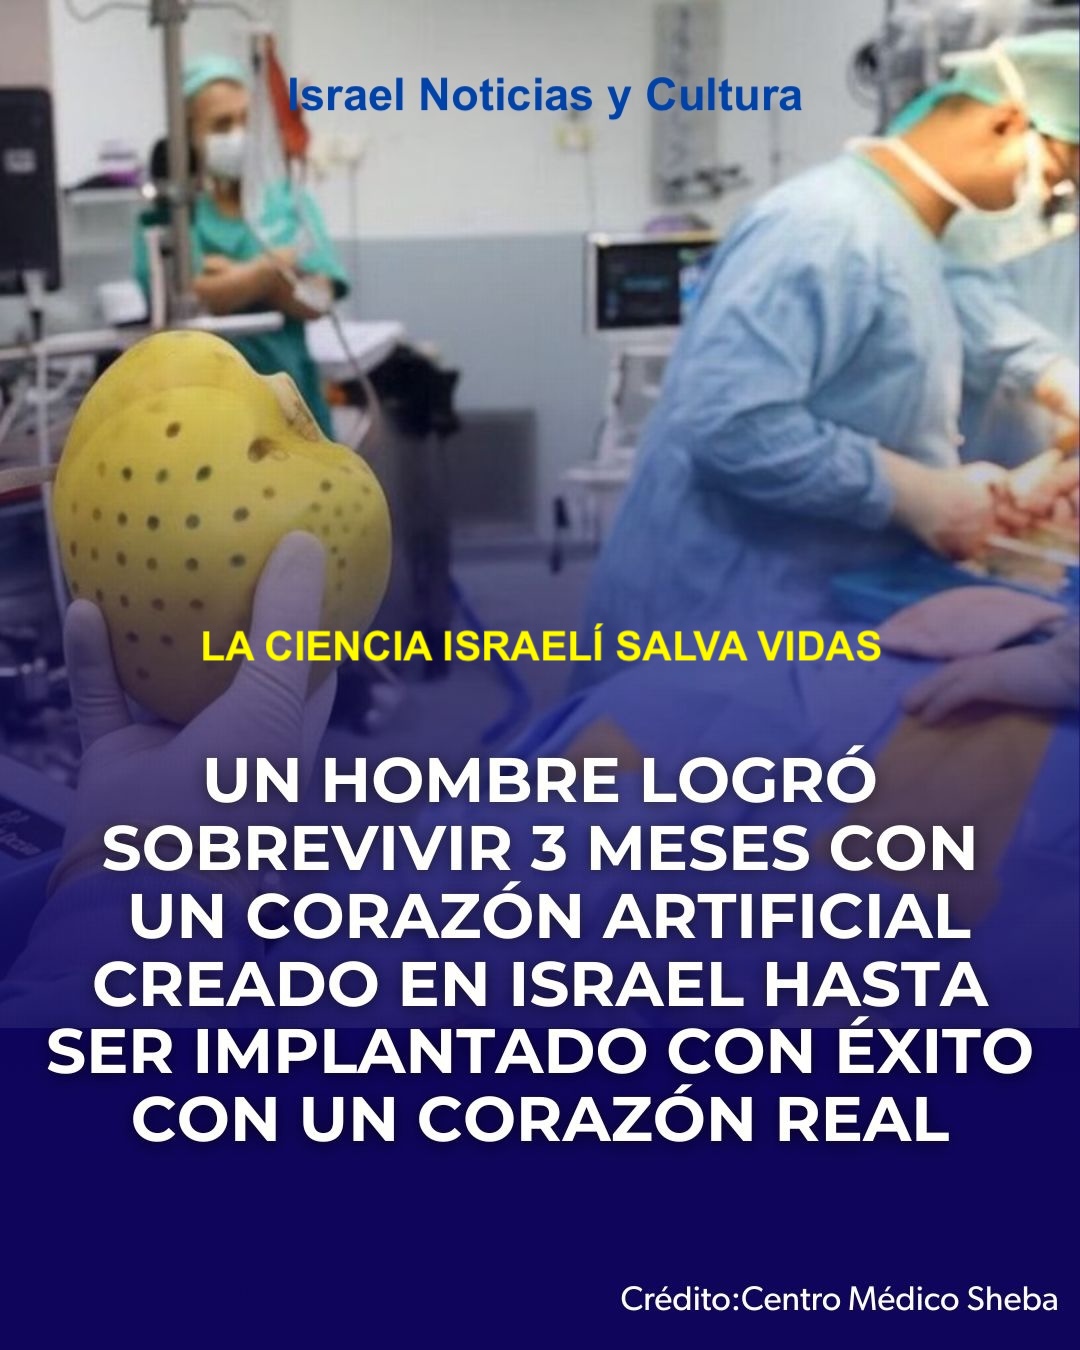 Israel Noticias y Cultura
LA CIENCIA ISRAELÍ SALVA VIDAS
UN HOMBRE LOGRÓ
SOBREVIVIR 3 MESES CON
UN CORAZÓN ARTIFICIAL
CREADO EN ISRAEL HASTA
SER IMPLANTADO CON ÉXITO
CON UN CORAZÓN REAL
Crédito:Centro Médico Sheba